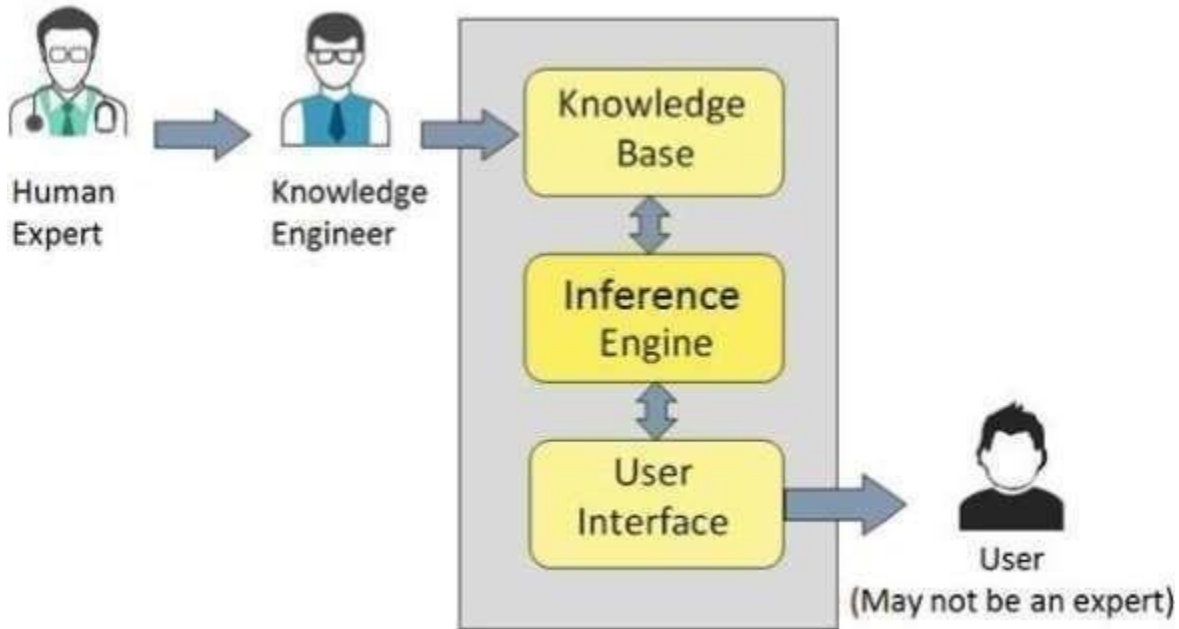 Human
Expert
Knowledge
Engineer
Knowledge
Base
Inference
Engine
User
Interface
User
(May not be an expert)